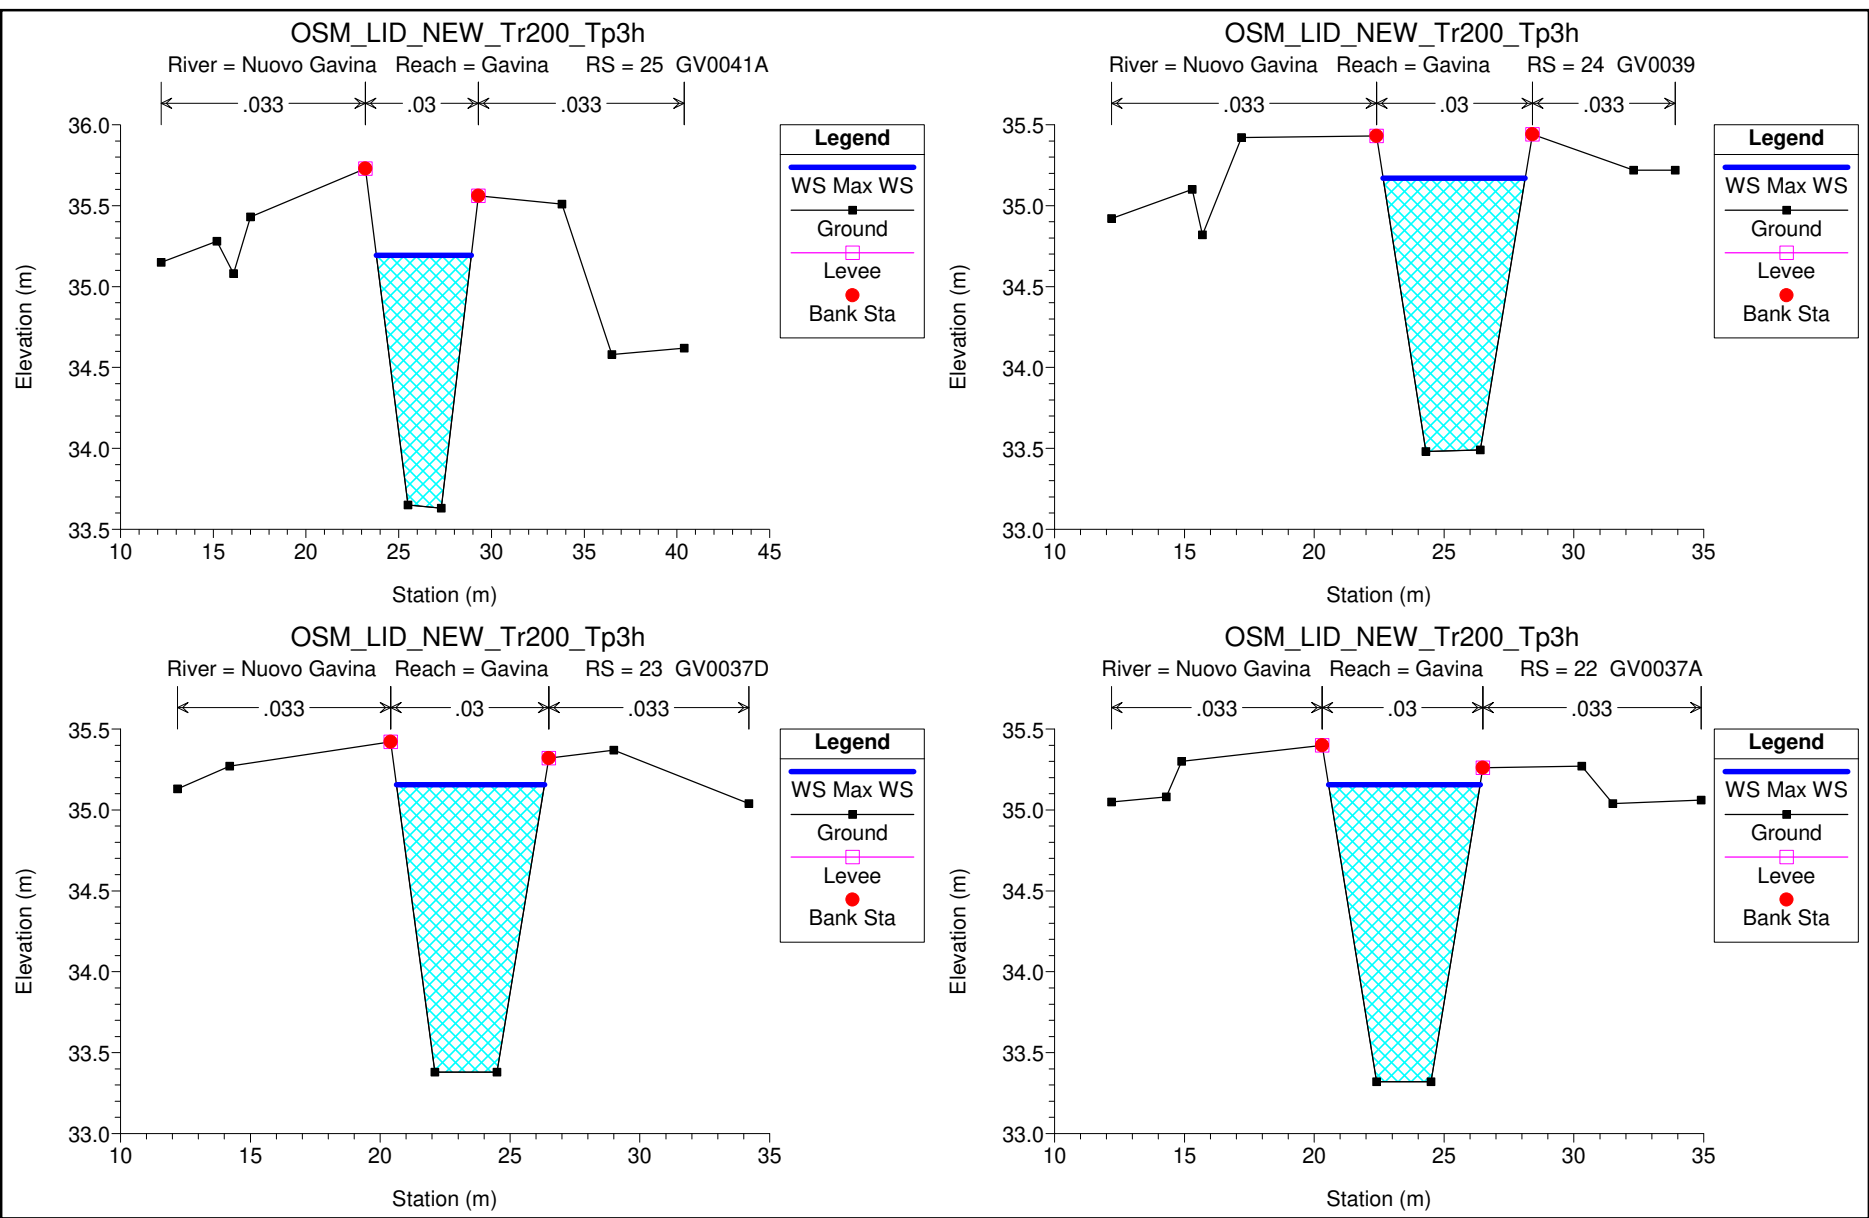 OSM_LID_NEW_Tr200_Tp3h
River = Nuovo Gavina Reach = Gavina RS = 25 GV0041A
.033 .03 .033
36.0
35.5
35.0
34.5
34.0
33.5
Elevation (m)
10 15 20 25 30 35 40 45
Station (m)
Legend
WS Max WS
Ground
Levee
Bank Sta
OSM_LID_NEW_Tr200_Tp3h
River = Nuovo Gavina Reach = Gavina RS = 24 GV0039
.033 .03 .033
35.5
35.0
34.5
34.0
33.5
33.0
Elevation (m)
10 15 20 25 30 35
Station (m)
Legend
WS Max WS
Ground
Levee
Bank Sta
OSM_LID_NEW_Tr200_Tp3h
River = Nuovo Gavina Reach = Gavina RS = 23 GV0037D
.033 .03 .033
35.5
35.0
34.5
34.0
33.5
33.0
Elevation (m)
10 15 20 25 30 35
Station (m)
Legend
WS Max WS
Ground
Levee
Bank Sta
OSM_LID_NEW_Tr200_Tp3h
River = Nuovo Gavina Reach = Gavina RS = 22 GV0037A
.033 .03 .033
35.5
35.0
34.5
34.0
33.5
33.0
Elevation (m)
10 15 20 25 30 35
Station (m)
Legend
WS Max WS
Ground
Levee
Bank Sta